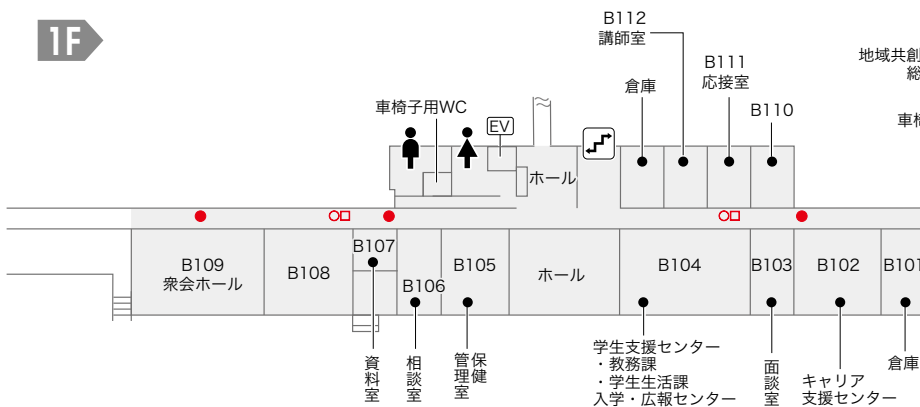 1F
B112
講師室
B111
応接室
倉庫
B110
車椅子用WC
EV
ホール
地域共創
総
車椅
B109
衆会ホール
B108
B107
B106
B105
ホール
B104
B103
B102
B101
資料室
相談室
保健
管理室
学生支援センター
・教務課
・学生生活課
入学・広報センター
面談室
キャリア
支援センター
倉庫